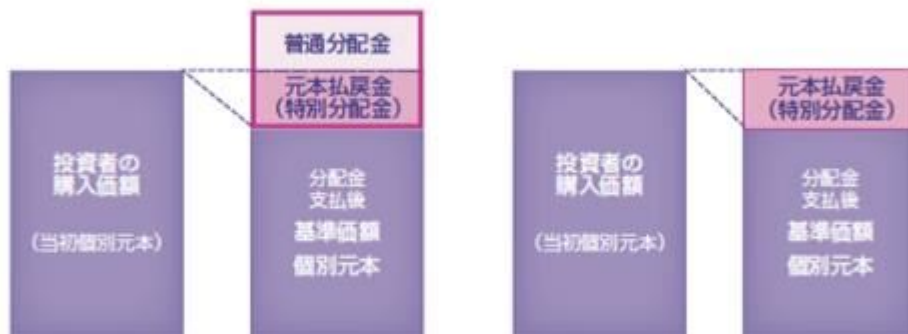 普通分配金
元本払戻金
(特別分配金)
投資者の
購入価額
(当初個別元本)
分配金
支払後
基準価額
個別元本
元本払戻金
(特別分配金)
投資者の
購入価額
(当初個別元本)
分配金
支払後
基準価額
個別元本